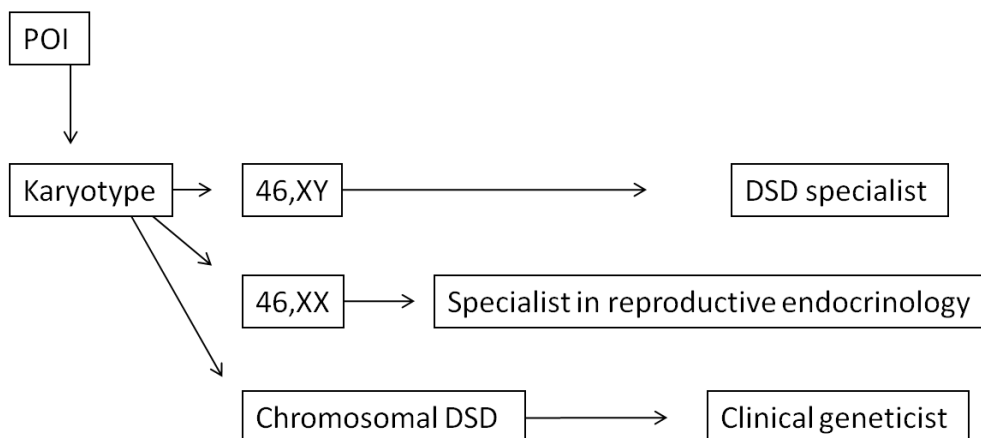 POI
Karyotype
46,XY
DSD specialist
46,XX
Specialist in reproductive endocrinology
Chromosomal DSD
Clinical geneticist